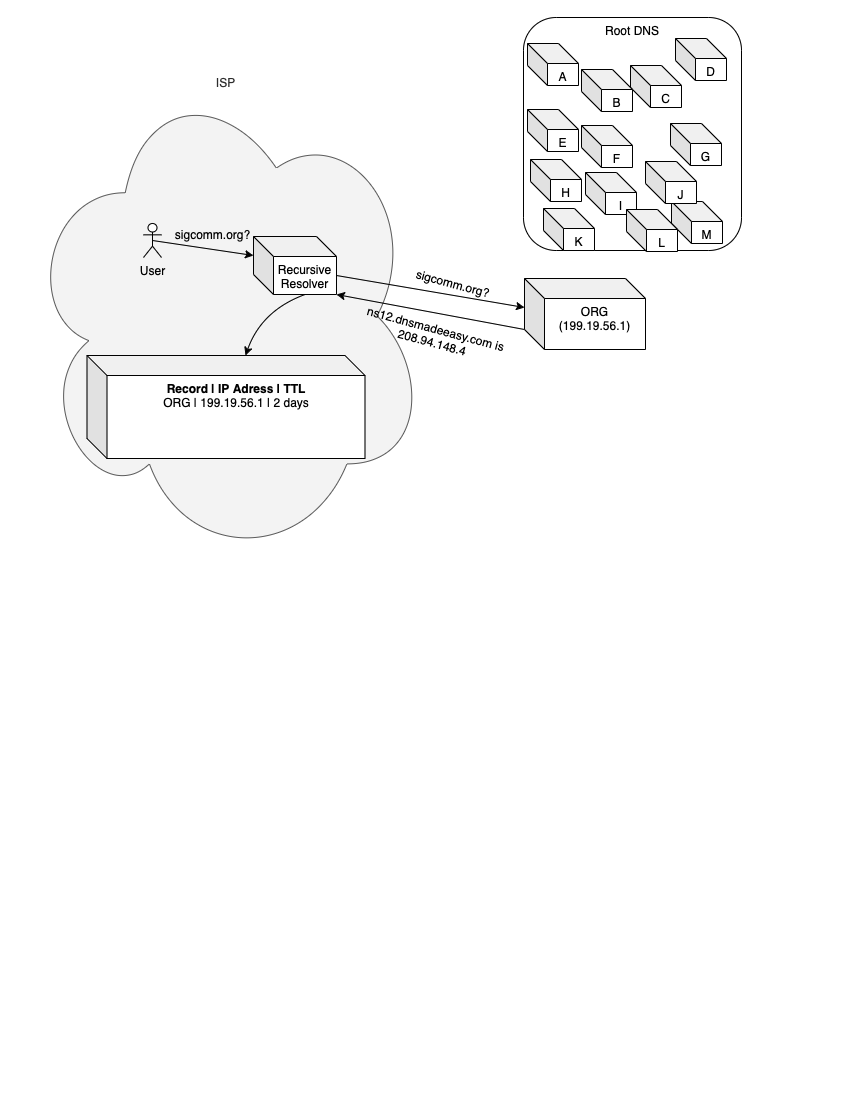 Root DNS
A
B
C
D
E
F
G
H
I
J
K
L
M
ISP
User
sigcomm.org?
Recursive
Resolver
sigcomm.org?
ns12.dnsmadeeasy.com is
208.94.148.4
ORG
(199.19.56.1)
Record | IP Adress | TTL
ORG | 199.19.56.1 | 2 days